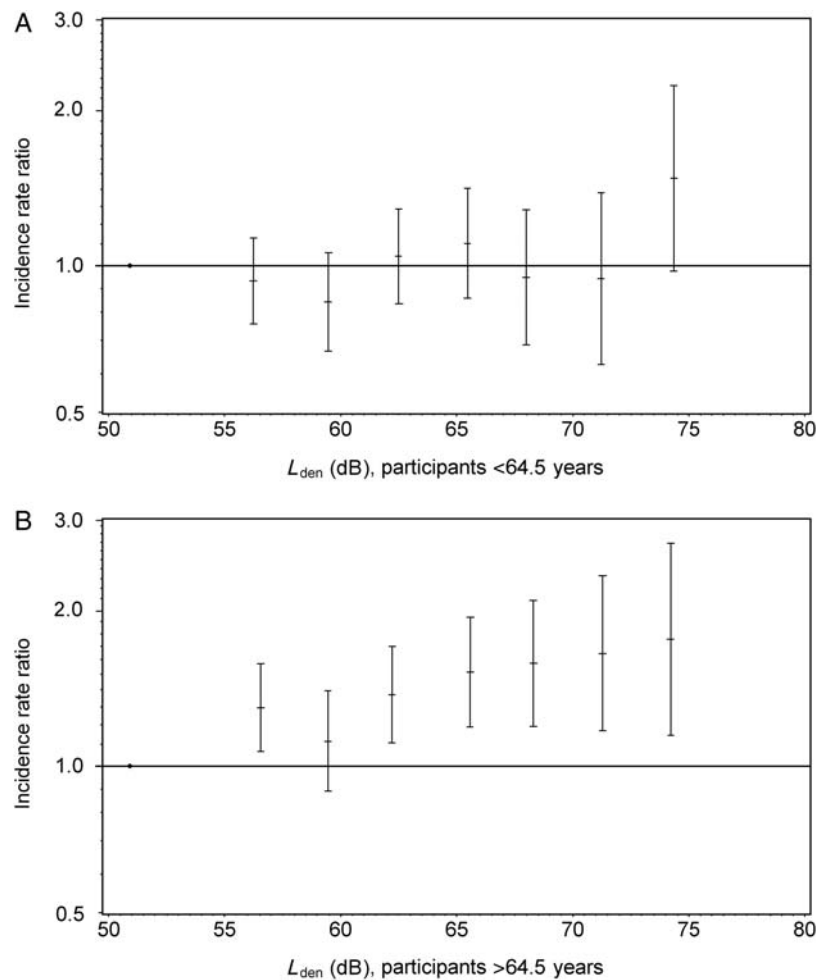 A
3.0
2.0
1.0
0.5
Incidence rate ratio
50 55 60 65 70 75 80
Lden (dB), participants <64.5 years
B
3.0
2.0
1.0
0.5
Incidence rate ratio
50 55 60 65 70 75 80
Lden (dB), participants >64.5 years